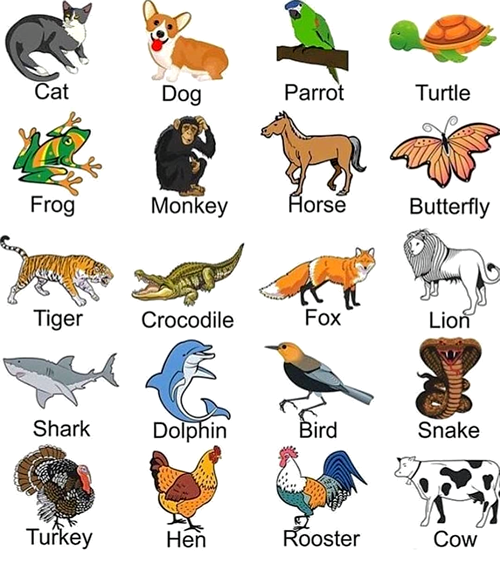 Cat Dog Parrot Turtle
Frog Monkey Horse Butterfly
Tiger Crocodile Fox Lion
Shark Dolphin Bird Snake
Turkey Hen Rooster Cow